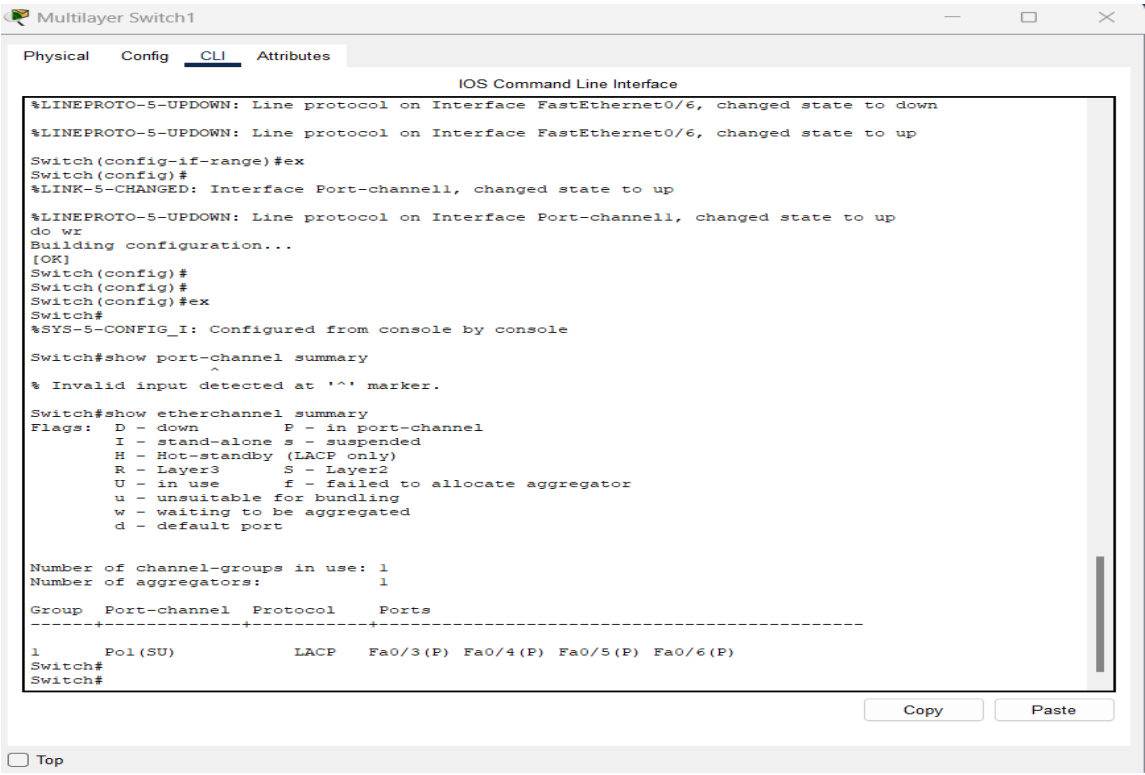 Multilayer Switch1
Physical Config CLI Attributes
IOS Command Line Interface
%LINEPROTO-5-UPDOWN: Line protocol on Interface FastEthernet0/6, changed state to down
%LINEPROTO-5-UPDOWN: Line protocol on Interface FastEthernet0/6, changed state to up
Switch(config-if-range)#ex
Switch(config)#
%LINK-5-CHANGED: Interface Port-channel1, changed state to up
%LINEPROTO-5-UPDOWN: Line protocol on Interface Port-channel1, changed state to up
do wr
Building configuration...
[OK]
Switch(config)#
Switch(config)#
Switch(config)#ex
Switch#
%SYS-5-CONFIG_I: Configured from console by console
Switch#show port-channel summary
^
% Invalid input detected at '^' marker.
Switch#show etherchannel summary
Flags:  D - down        P - in port-channel
I - stand-alone s - suspended
H - Hot-standby (LACP only)
R - Layer3      S - Layer2
U - in use      f - failed to allocate aggregator
u - unsuitable for bundling
w - waiting to be aggregated
d - default port
Number of channel-groups in use: 1
Number of aggregators:           1
Group  Port-channel  Protocol    Ports
------+-------------+-----------+----------------------------------------------
1      Po1(SU)           LACP   Fa0/3(P) Fa0/4(P) Fa0/5(P) Fa0/6(P)
Switch#
Switch#
Copy Paste
Top